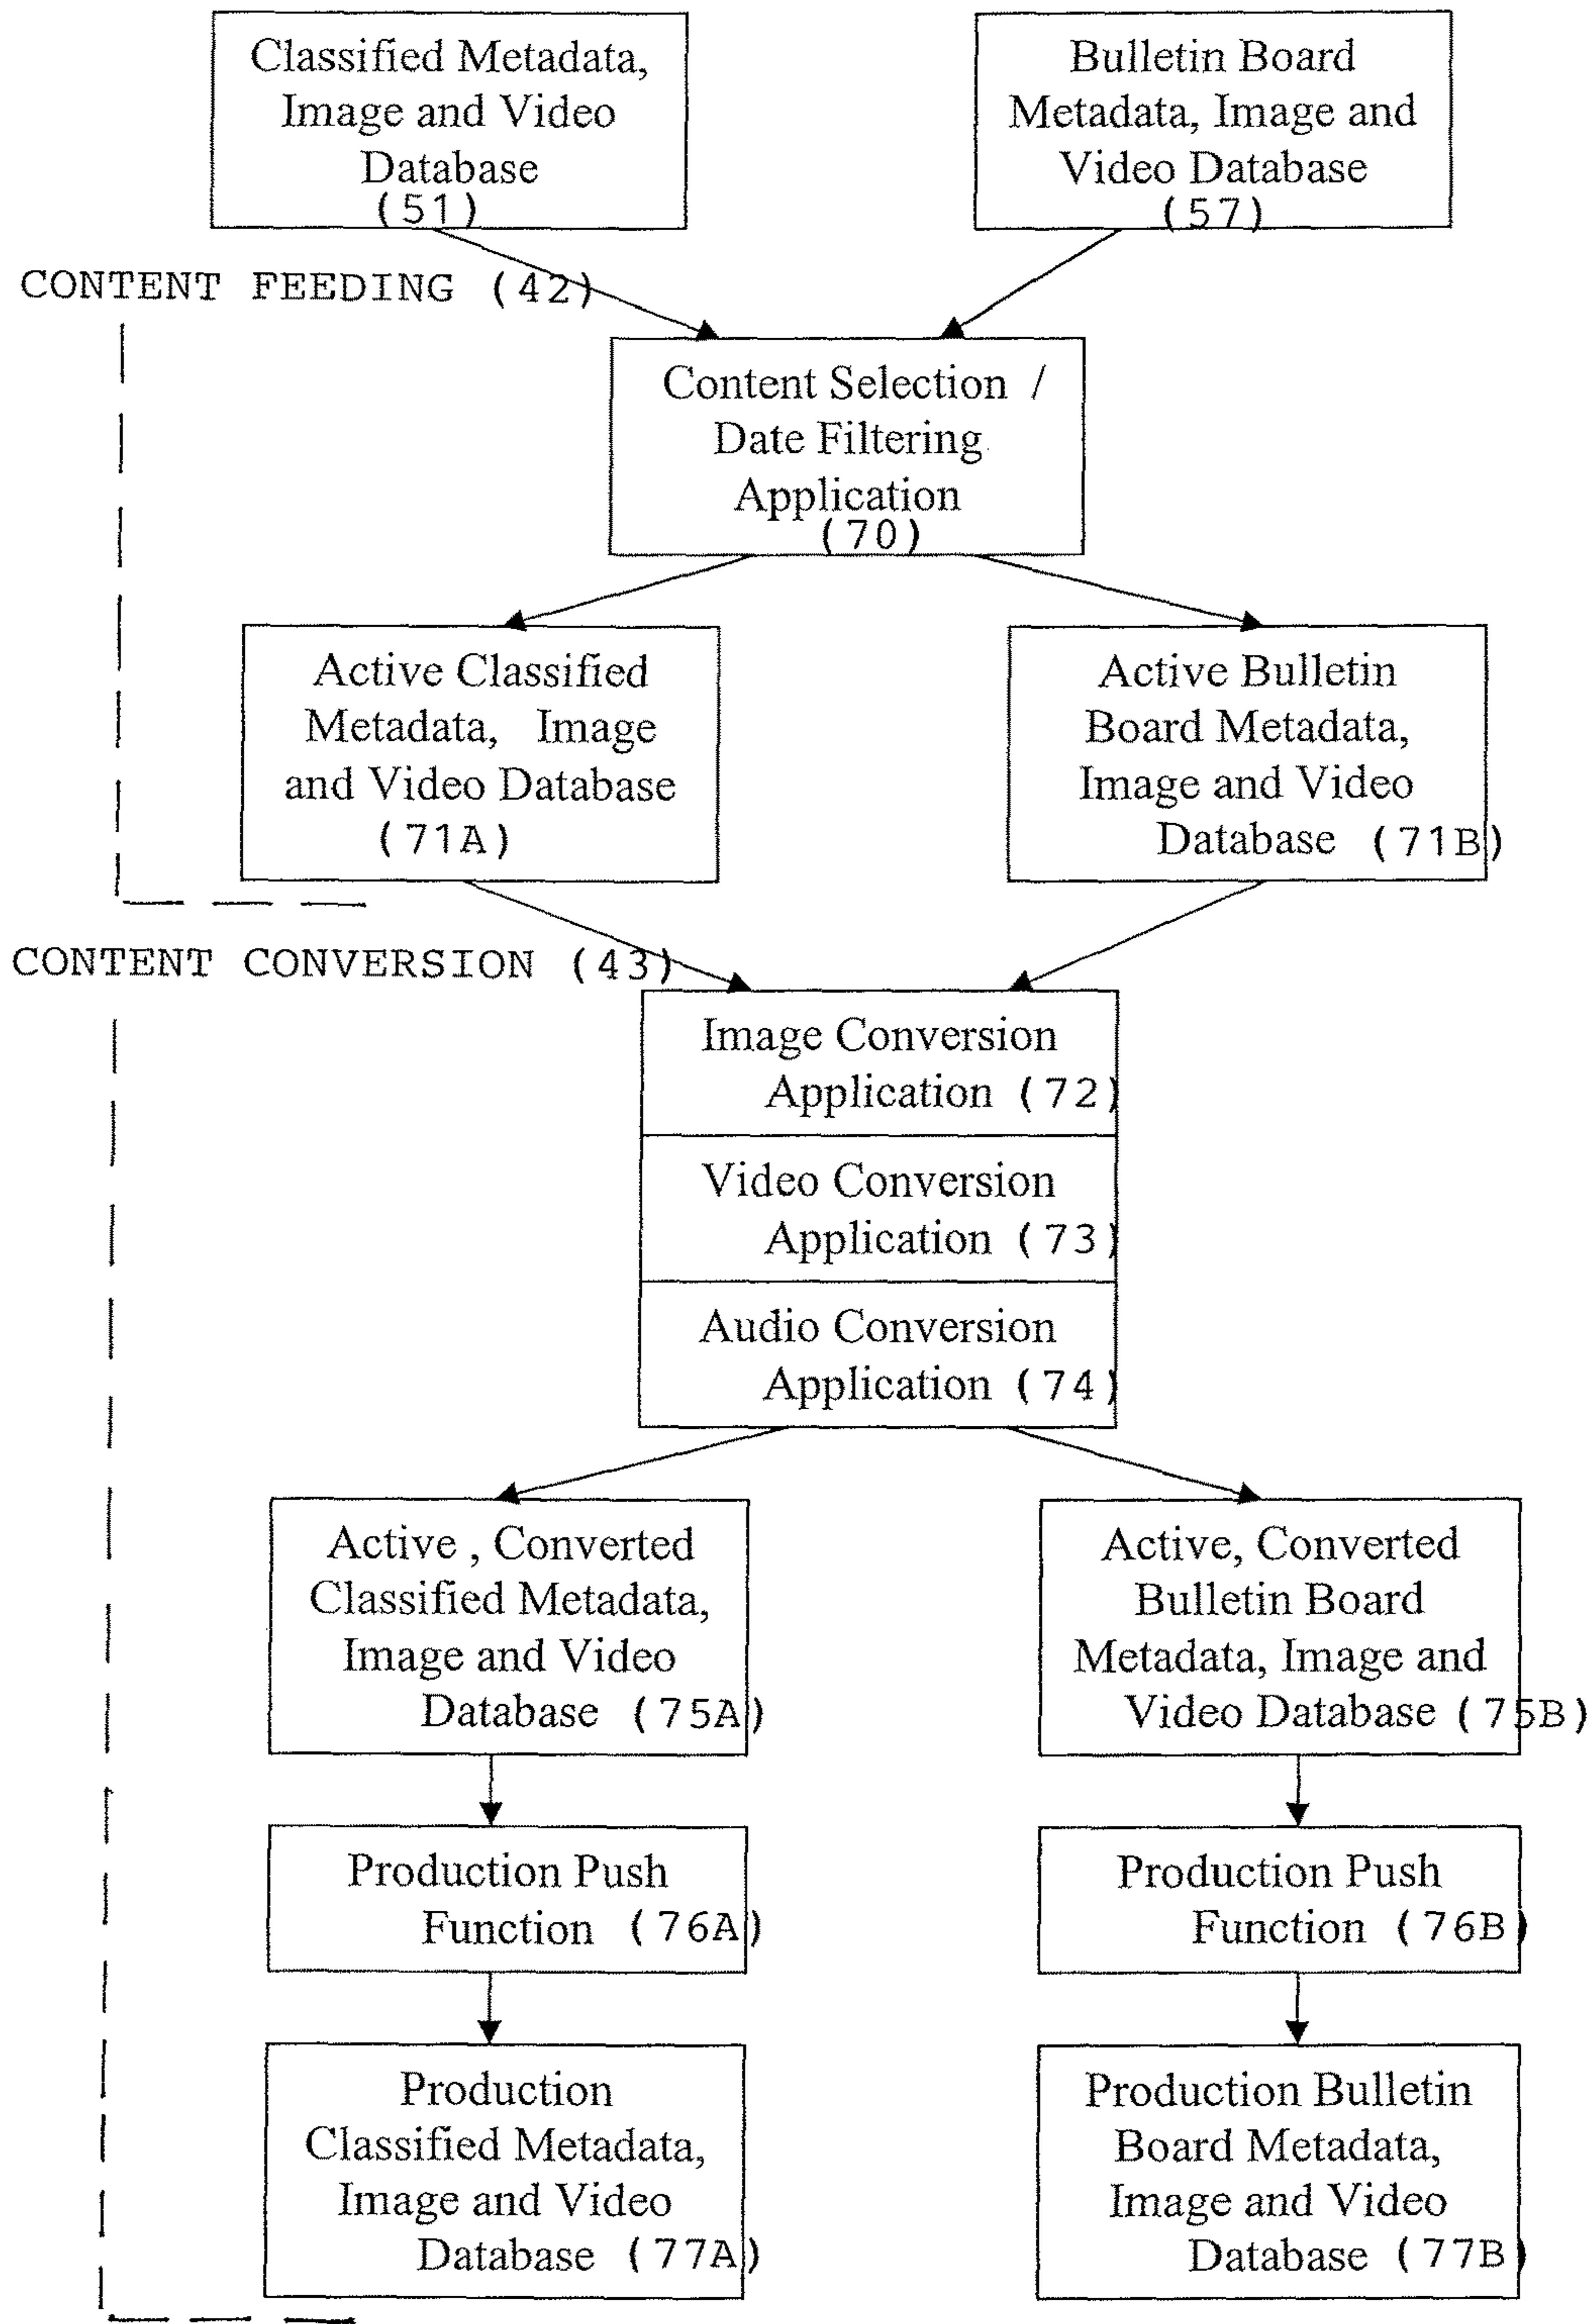 Classified Metadata,
Image and Video
Database
(51)
Bulletin Board
Metadata, Image and
Video Database
(57)
CONTENT FEEDING (42)
Content Selection /
Date Filtering
Application
(70)
Active Classified
Metadata, Image
and Video Database
(71A)
Active Bulletin
Board Metadata,
Image and Video
Database (71B)
CONTENT CONVERSION (43)
Image Conversion
Application (72)
Video Conversion
Application (73)
Audio Conversion
Application (74)
Active , Converted
Classified Metadata,
Image and Video
Database (75A)
Active, Converted
Bulletin Board
Metadata, Image and
Video Database (75B)
Production Push
Function (76A)
Production Push
Function (76B)
Production
Classified Metadata,
Image and Video
Database (77A)
Production Bulletin
Board Metadata,
Image and Video
Database (77B)